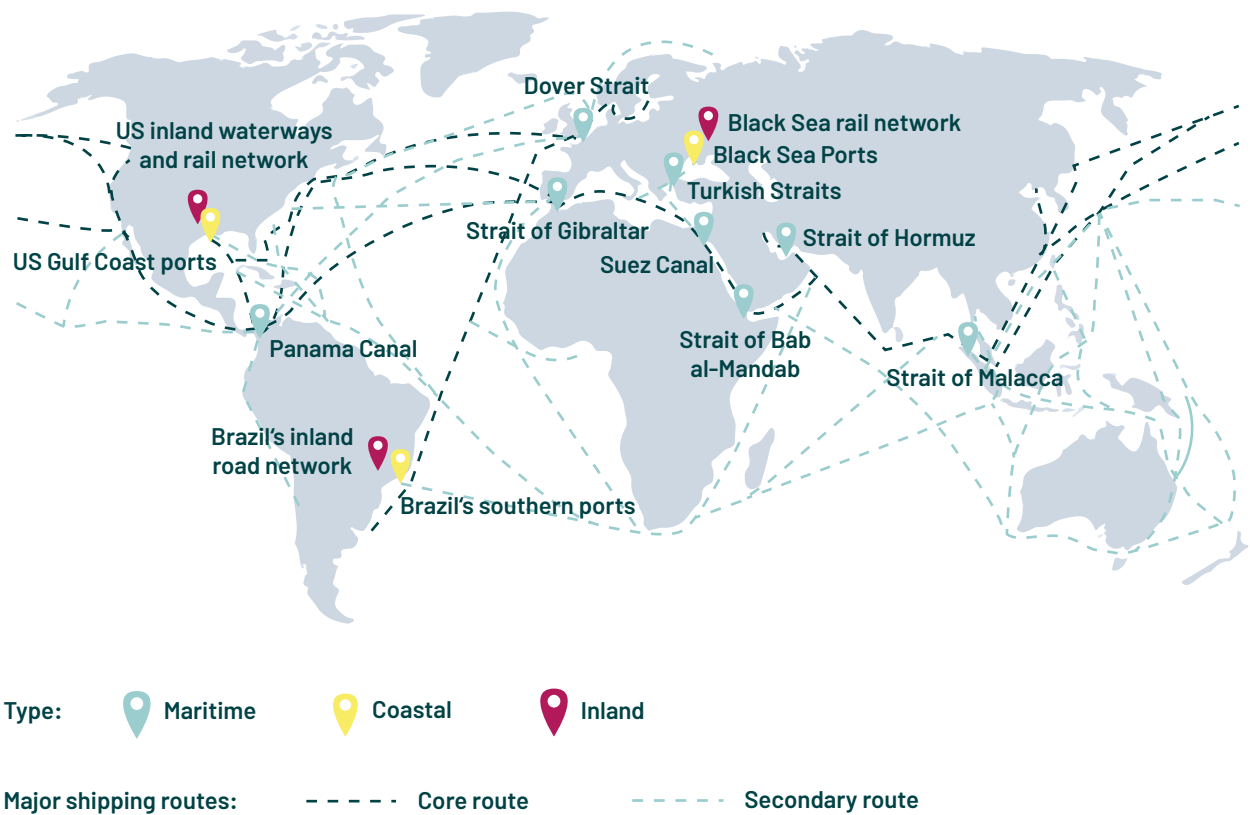 Dover Strait
Black Sea rail network
US inland waterways
and rail network
Black Sea Ports
Turkish Straits
Strait of Gibraltar
Strait of Hormuz
US Gulf Coast ports
Suez Canal
Strait of Bab
al-Mandab
Panama Canal
Strait of Malacca
Brazil’s inland
road network
Brazil’s southern ports
Type:
Maritime
Coastal
Inland
Major shipping routes:
Core route
Secondary route